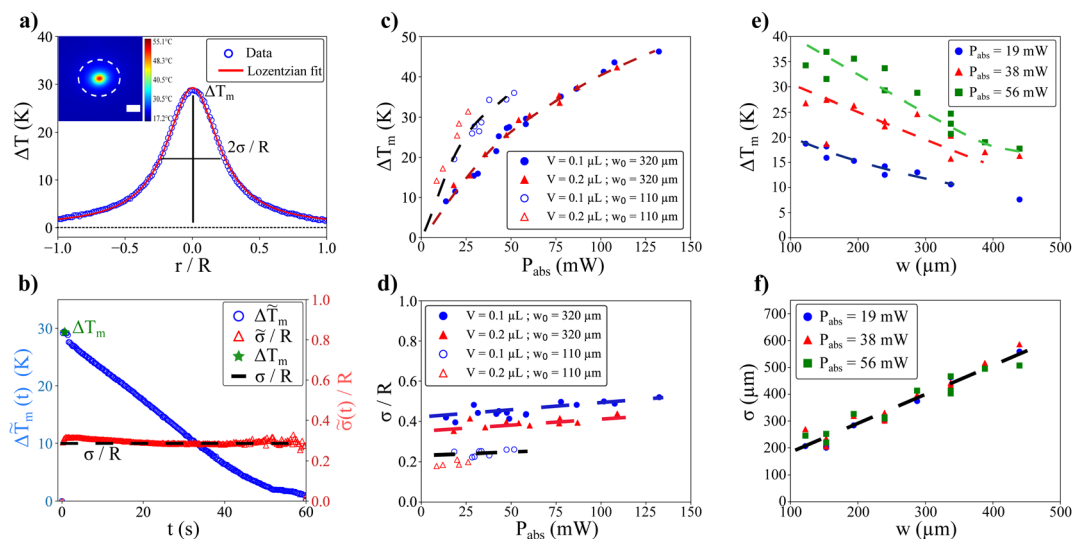 a)
40
30
20
10
0
ΔT (K)
−1.0 −0.5 0.0 0.5 1.0
r / R
55.1°C
48.3°C
40.5°C
30.5°C
17.2°C
Data
Lozentzian fit
ΔTm
2σ / R
b)
30
20
10
0
ΔT̃m (t) (K)
0 20 40 60
t (s)
1.0
0.8
0.6
0.4
0.2
0.0
σ̃(t) / R
ΔTm
σ / R
ΔT̃m
σ̃ / R
ΔTm
σ / R
c)
50
40
30
20
10
0
ΔTm (K)
0 25 50 75 100 125 150
Pabs (mW)
V = 0.1 µL ; w0 = 320 µm
V = 0.2 µL ; w0 = 320 µm
V = 0.1 µL ; w0 = 110 µm
V = 0.2 µL ; w0 = 110 µm
d)
1.0
0.8
0.6
0.4
0.2
0.0
σ / R
0 25 50 75 100 125 150
Pabs (mW)
V = 0.1 µL ; w0 = 320 µm
V = 0.2 µL ; w0 = 320 µm
V = 0.1 µL ; w0 = 110 µm
V = 0.2 µL ; w0 = 110 µm
e)
40
35
30
25
20
15
10
5
0
ΔTm (K)
100 200 300 400 500
w (µm)
Pabs = 19 mW
Pabs = 38 mW
Pabs = 56 mW
f)
700
600
500
400
300
200
100
0
σ (µm)
100 200 300 400 500
w (µm)
Pabs = 19 mW
Pabs = 38 mW
Pabs = 56 mW